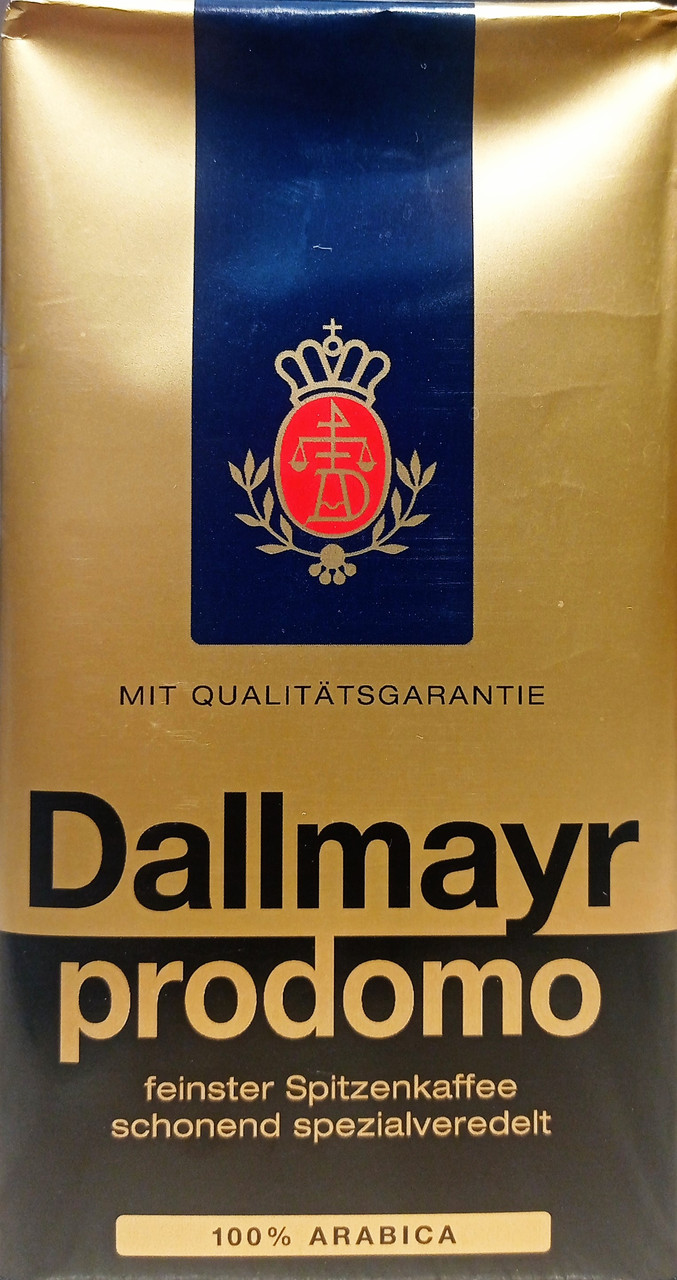 MIT QUALITÄTSGARANTIE
Dallmayr
prodomo
feinster Spitzenkaffee
schonend spezialveredelt
100% ARABICA